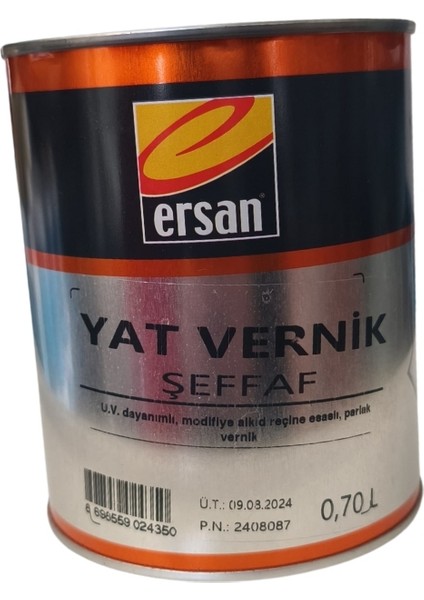 ersan
YAT VERNİK
ŞEFFAF
U.V. dayanımlı, modifiye alkid reçine esaslı, parlak
vernik
Ü.T.: 09.08.2024
P.N.: 2408087
0,70 L
8 696559 024350